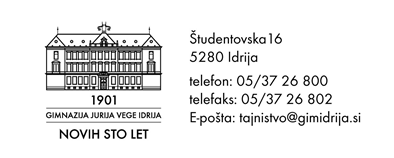 1901
GIMNAZIJA JURIJA VEGE IDRIJA
NOVIH STO LET
Študentovska16
5280 Idrija
telefon: 05/37 26 800
telefaks: 05/37 26 802
E-pošta: tajnistvo@gimidrija.si